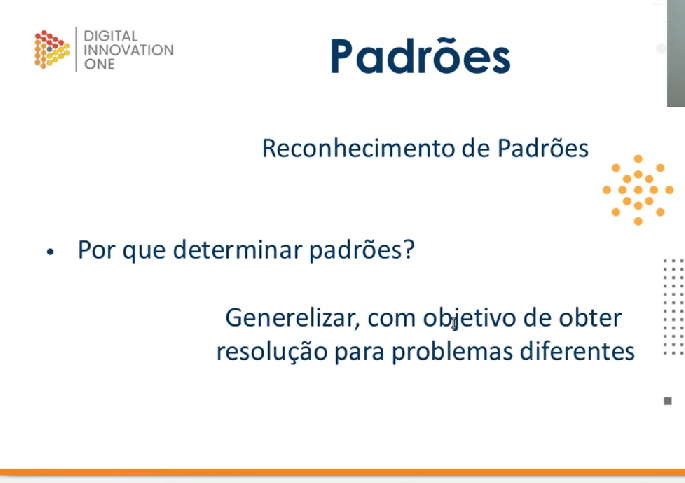 DIGITAL
INNOVATION
ONE
Padrões
Reconhecimento de Padrões
• Por que determinar padrões?
Generelizar, com objetivo de obter
resolução para problemas diferentes